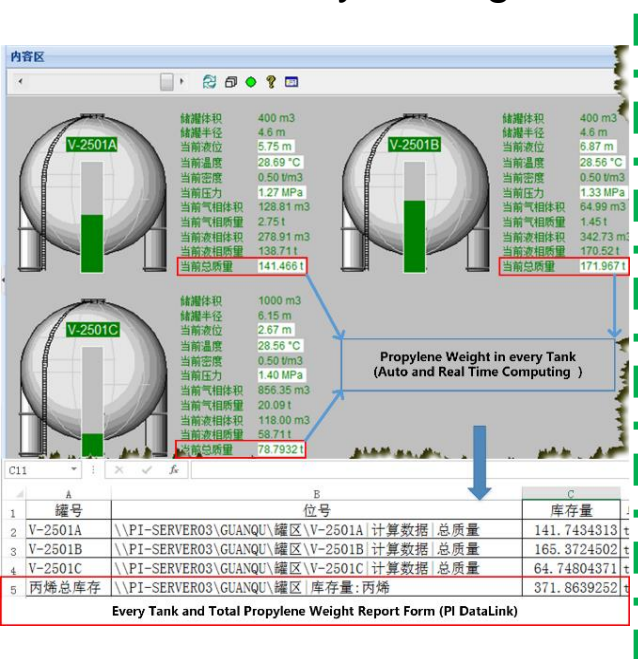 内容区
V-2501A
储罐体积 400 m3
储罐半径 4.6 m
当前液位 5.75 m
当前温度 28.69 °C
当前密度 0.50 t/m3
当前压力 1.27 MPa
当前气相体积 128.81 m3
当前气相质量 2.75 t
当前液相体积 278.91 m3
当前液相质量 138.71 t
当前总质量 141.466 t
V-2501B
储罐体积 400 m3
储罐半径 4.6 m
当前液位 6.87 m
当前温度 28.56 °C
当前密度 0.50 t/m3
当前压力 1.33 MPa
当前气相体积 64.99 m3
当前气相质量 1.45 t
当前液相体积 342.73 m3
当前液相质量 170.52 t
当前总质量 171.967 t
V-2501C
储罐体积 1000 m3
储罐半径 6.15 m
当前液位 2.67 m
当前温度 28.56 °C
当前密度 0.50 t/m3
当前压力 1.40 MPa
当前气相体积 856.35 m3
当前气相质量 20.09 t
当前液相体积 118.00 m3
当前液相质量 58.71 t
当前总质量 78.7932 t
Propylene Weight in every Tank
(Auto and Real Time Computing )
C11 fx
A B C
1 罐号 位号 库存量
2 V-2501A \\PI-SERVER03\GUANQU\罐区\V-2501A|计算数据|总质量 141.7434313 t
3 V-2501B \\PI-SERVER03\GUANQU\罐区\V-2501B|计算数据|总质量 165.3724502 t
4 V-2501C \\PI-SERVER03\GUANQU\罐区\V-2501C|计算数据|总质量 64.74804371 t
5 丙烯总库存 \\PI-SERVER03\GUANQU\罐区|库存量:丙烯 371.8639252 t
Every Tank and Total Propylene Weight Report Form (PI DataLink)